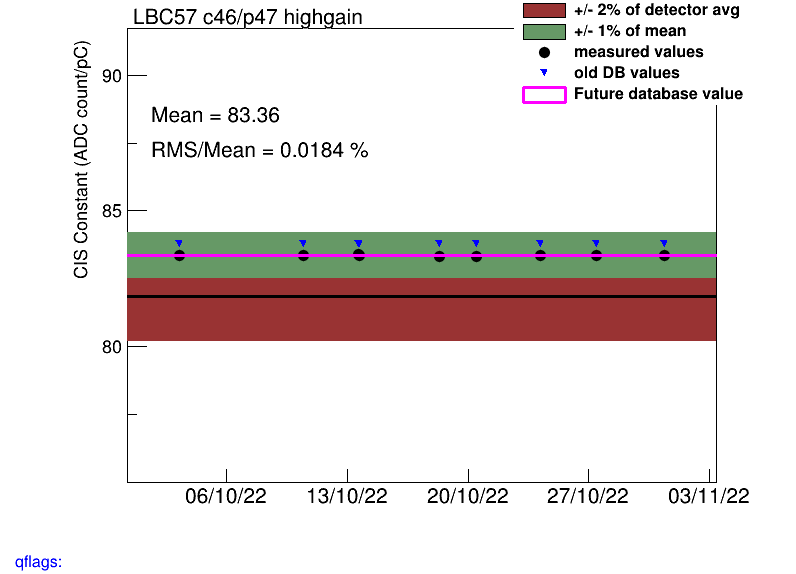 LBC57 c46/p47 highgain
+/- 2% of detector avg
+/- 1% of mean
measured values
old DB values
Future database value
CIS Constant (ADC count/pC)
90
85
80
Mean = 83.36
RMS/Mean = 0.0184 %
06/10/22 13/10/22 20/10/22 27/10/22 03/11/22
qflags: